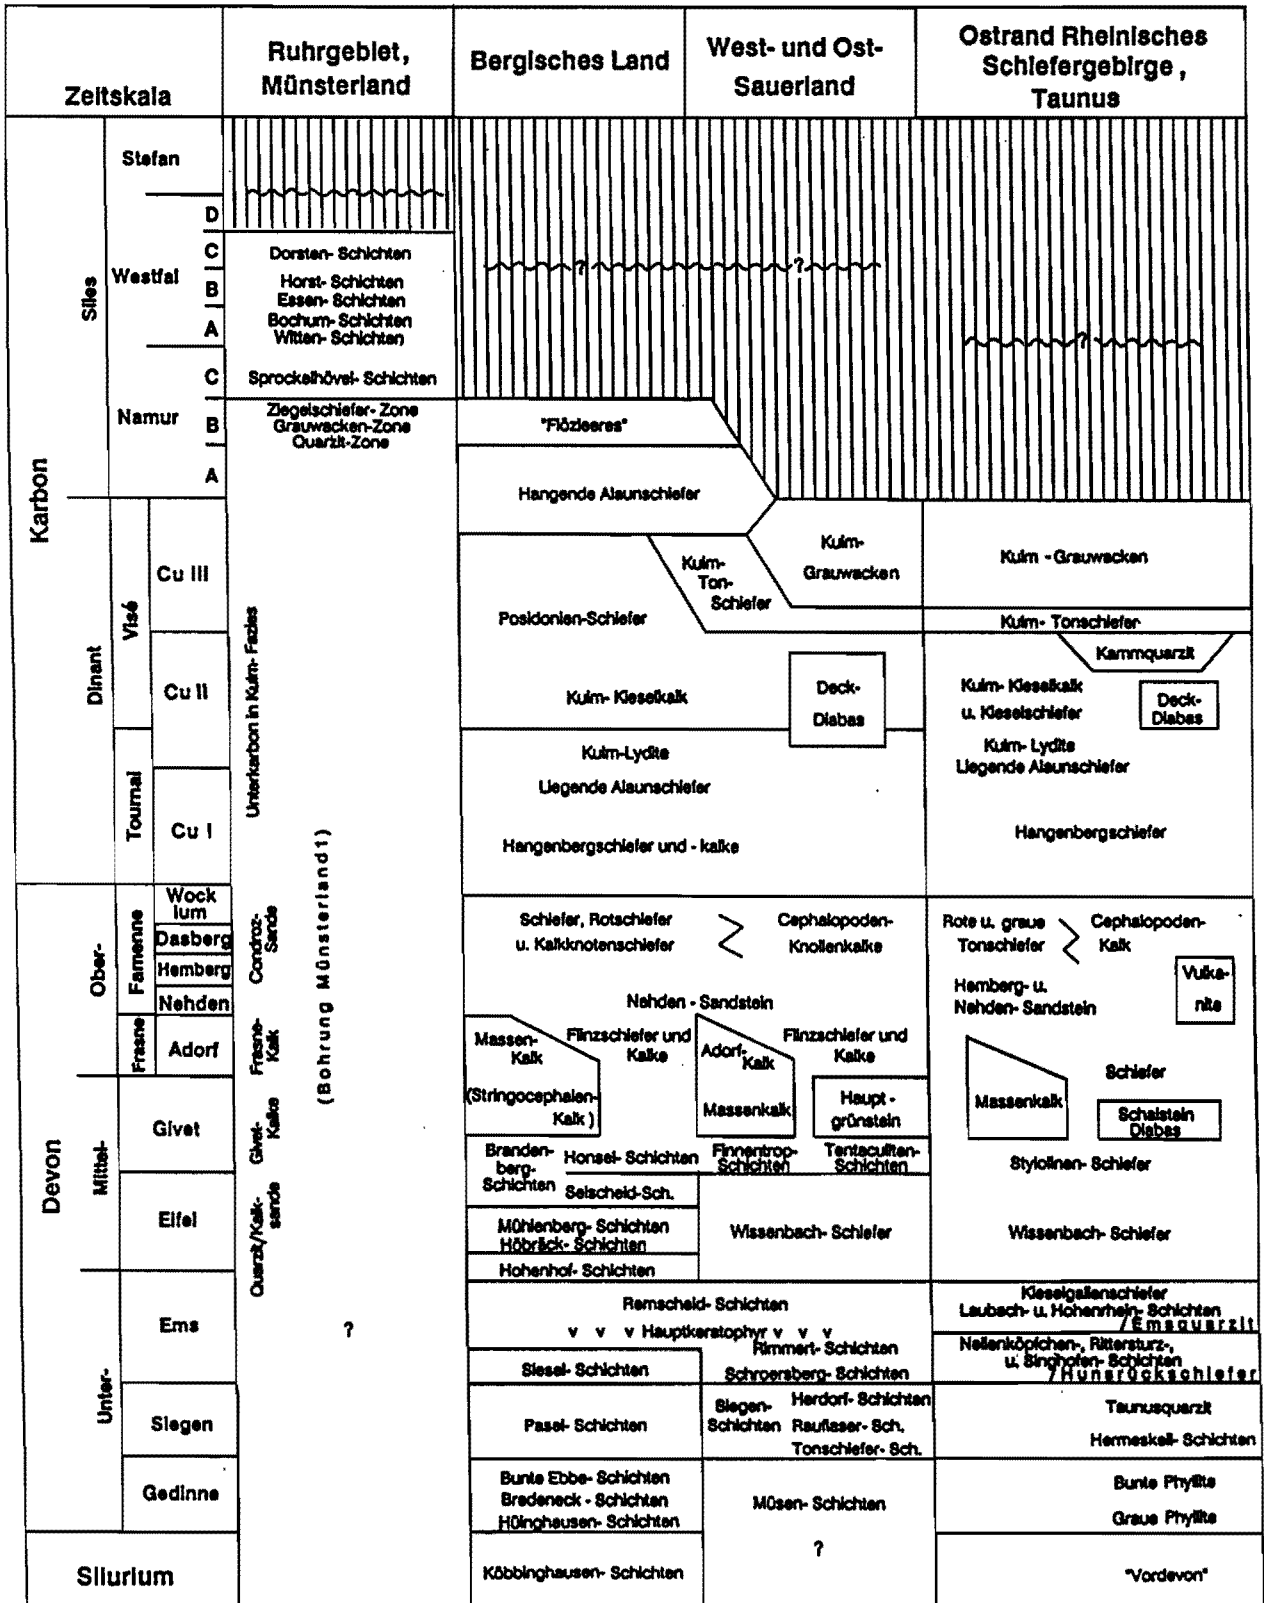 Zeitskala
Ruhrgebiet,
Münsterland
Bergisches Land
West- und Ost-
Sauerland
Ostrand Rheinisches
Schiefergebirge,
Taunus
Karbon
Siles
Stefan
Westfal
D
C
B
A
Namur
C
B
A
Dinant
Visé
Tournai
Cu III
Cu II
Cu I
Devon
Ober-
Famenne
Wock
lum
Dasberg
Hemberg
Nehden
Frasne
Adorf
Mittel-
Givet
Eifel
Unter-
Ems
Siegen
Gedinne
Silurium
Dorsten- Schichten
Horst- Schichten
Essen- Schichten
Bochum- Schichten
Witten- Schichten
Sprockelhövel- Schichten
Ziegelschiefer- Zone
Grauwacken-Zone
Quarzit-Zone
Unterkarbon in Kulm- Fazies
(Bohrung Münsterland1)
Condroz-
Sande
Frasne-
Kalk
Givet-
Kalke
Quarzit/Kalk-
sande
?
?
?
"Flözleeres"
Hangende Alaunschiefer
Kulm-
Ton-
Schiefer
Kulm-
Grauwacken
Posidonien-Schiefer
Kulm- Kieselkalk
Deck-
Diabas
Kulm-Lydite
Liegende Alaunschiefer
Hangenbergschiefer und - kalke
Schiefer, Rotschiefer
u. Kalkknotenschiefer
Cephalopoden-
Knollenkalke
Nehden - Sandstein
Massen-
Kalk
(Stringocephalen-
Kalk )
Flinzschiefer und
Kalke
Adorf-
Kalk
Massenkalk
Flinzschiefer und
Kalke
Haupt -
grünstein
Branden-
berg-
Schichten
Honsel- Schichten
Finnentrop-
Schichten
Tentaculiten-
Schichten
Selscheid-Sch.
Mühlenberg- Schichten
Höbräck- Schichten
Hohenhof- Schichten
Wissenbach- Schiefer
Remscheid- Schichten
v v v Hauptkeratophyr v v v
Rimmert- Schichten
Siesel- Schichten
Schroersberg- Schichten
Pasel- Schichten
Siegen-
Schichten
Herdorf- Schichten
Rauflaser- Sch.
Tonschiefer- Sch.
Bunte Ebbe- Schichten
Bredeneck - Schichten
Hüinghausen- Schichten
Müsen- Schichten
?
Köbbinghausen- Schichten
?
Kulm - Grauwacken
Kulm- Tonschiefer
Kammquarzit
Kulm- Kieselkalk
u. Kieselschiefer
Deck-
Diabas
Kulm- Lydite
Liegende Alaunschiefer
Hangenbergschiefer
Rote u. graue
Tonschiefer
Cephalopoden-
Kalk
Hemberg- u.
Nehden- Sandstein
Vulka-
nite
Massenkalk
Schiefer
Schalstein
Diabas
Styliolinen- Schiefer
Wissenbach- Schiefer
Kieselgallenschiefer
Laubach- u. Hohenrhein- Schichten
/Emsquarzit
Nellenköpfchen-, Rittersturz-,
u. Singhofen- Schichten
/Hunsrückschiefer
Taunusquarzit
Hermeskeil- Schichten
Bunte Phyllite
Graue Phyllite
"Vordevon"